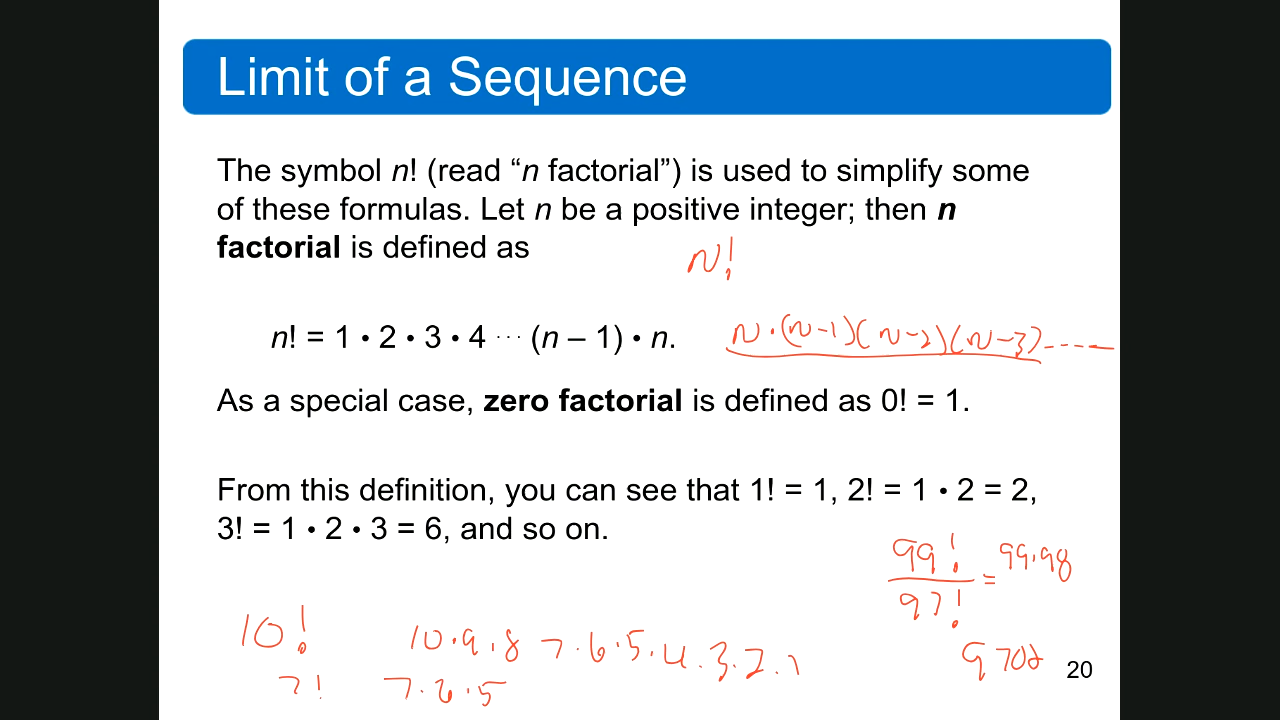 Limit of a Sequence
The symbol n! (read “n factorial”) is used to simplify some
of these formulas. Let n be a positive integer; then n
factorial is defined as
n!
n! = 1 • 2 • 3 • 4 ··· (n – 1) • n.
n·(n-1)(n-2)(n-3)-----
As a special case, zero factorial is defined as 0! = 1.
From this definition, you can see that 1! = 1, 2! = 1 • 2 = 2,
3! = 1 • 2 • 3 = 6, and so on.
99!
= 99·98
97!
9702
10!
10·9·8 7·6·5·4·3·2·1
7!
7·6·5
20